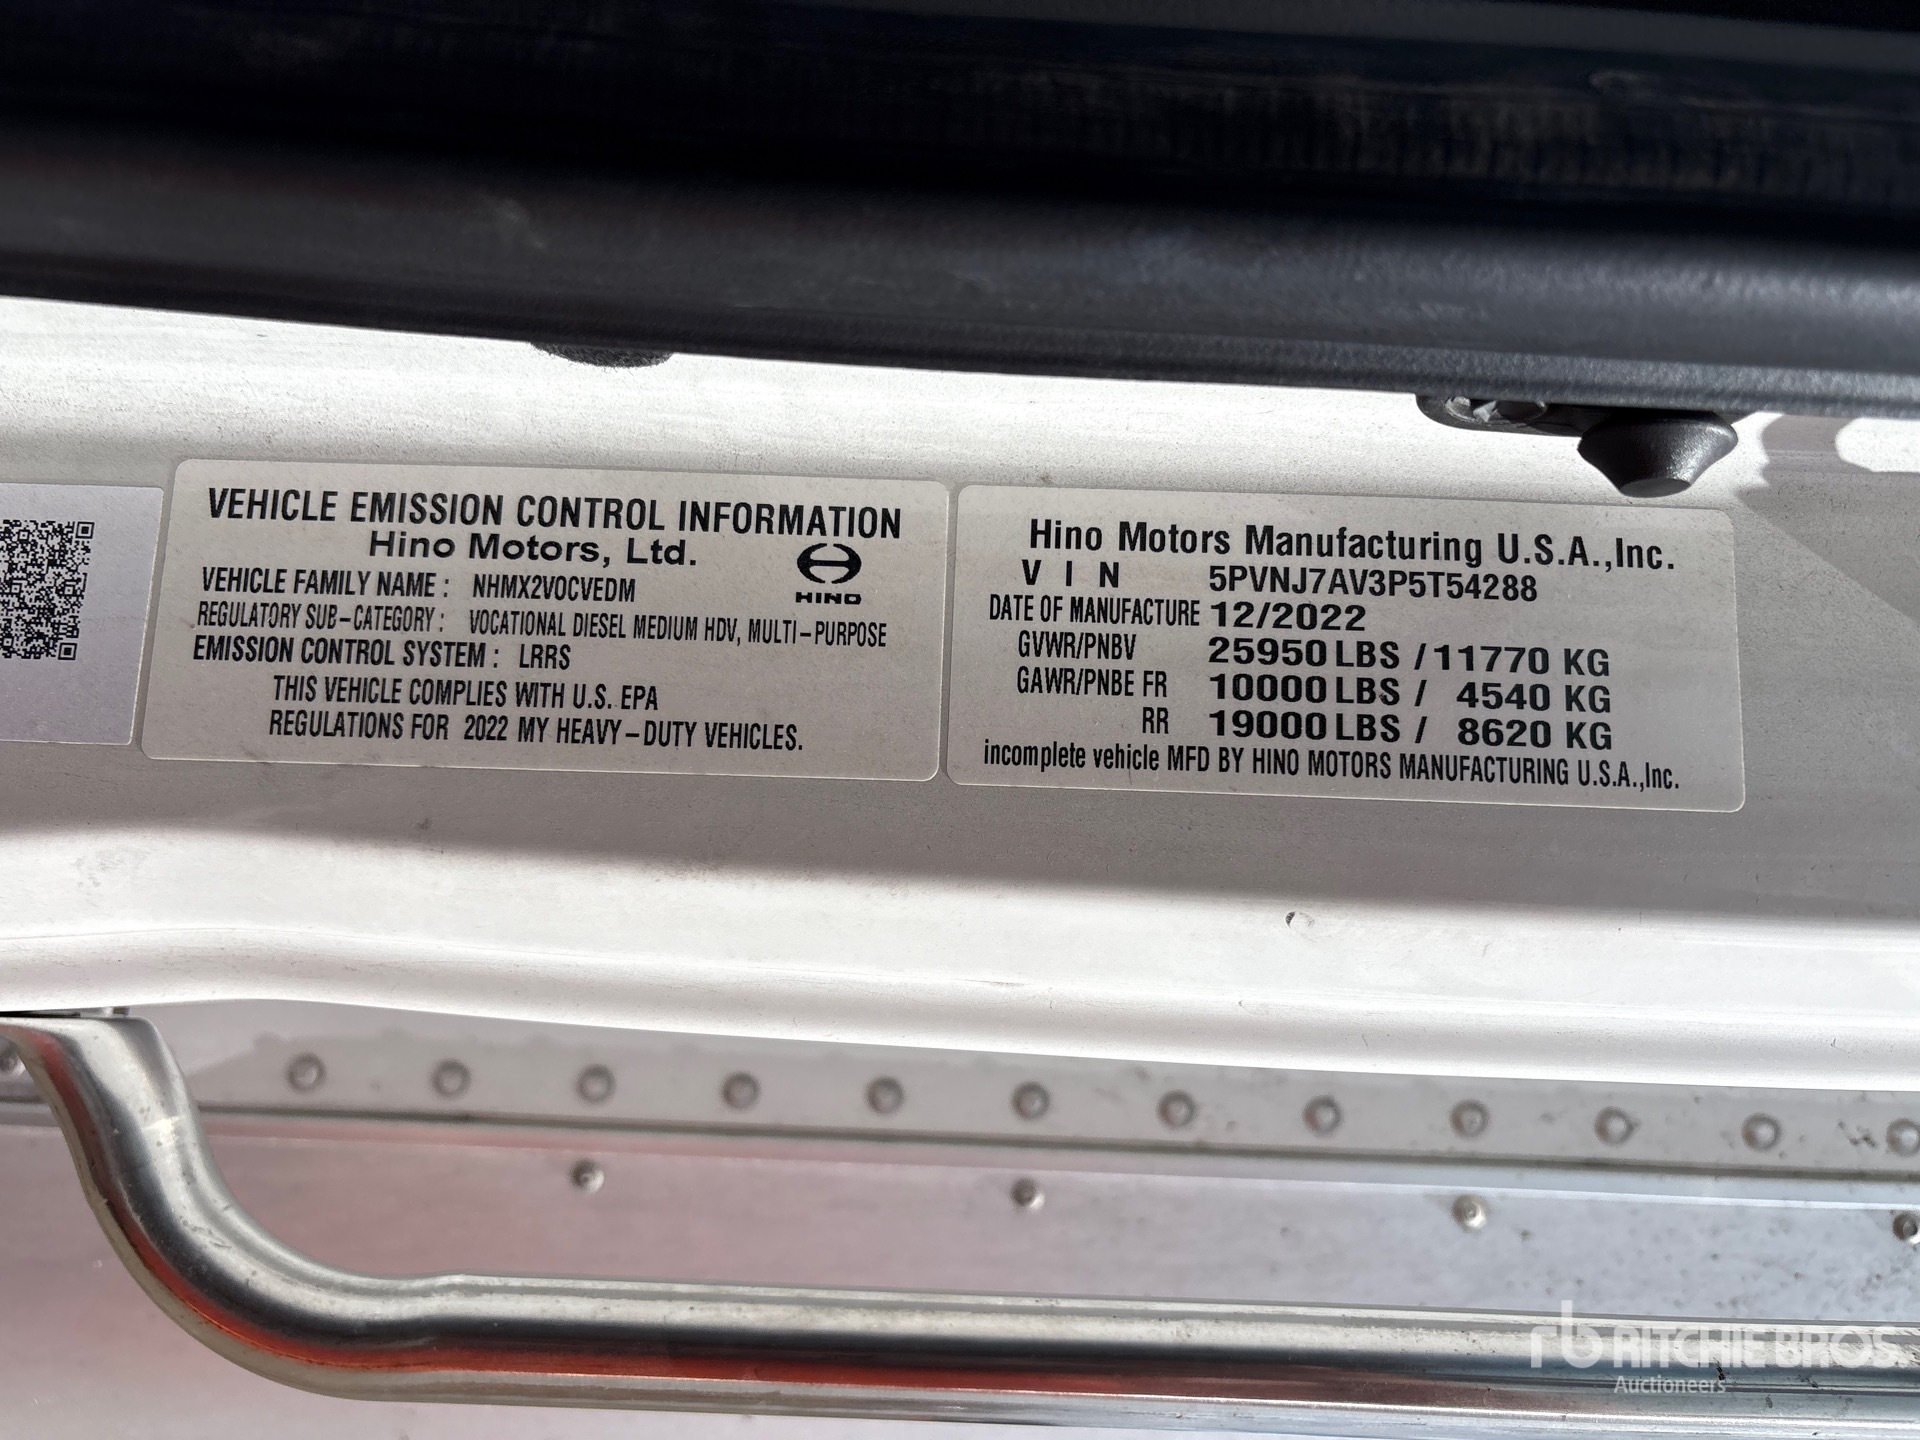 VEHICLE EMISSION CONTROL INFORMATION
Hino Motors, Ltd.
HINO
VEHICLE FAMILY NAME : NHMX2VOCVEDM
REGULATORY SUB-CATEGORY : VOCATIONAL DIESEL MEDIUM HDV, MULTI-PURPOSE
EMISSION CONTROL SYSTEM : LRRS
THIS VEHICLE COMPLIES WITH U.S. EPA
REGULATIONS FOR 2022 MY HEAVY-DUTY VEHICLES.
Hino Motors Manufacturing U.S.A.,Inc.
V I N 5PVNJ7AV3P5T54288
DATE OF MANUFACTURE 12/2022
GVWR/PNBV 25950 LBS / 11770 KG
GAWR/PNBE FR 10000 LBS / 4540 KG
RR 19000 LBS / 8620 KG
incomplete vehicle MFD BY HINO MOTORS MANUFACTURING U.S.A.,Inc.
rb RITCHIE BROS.
Auctioneers